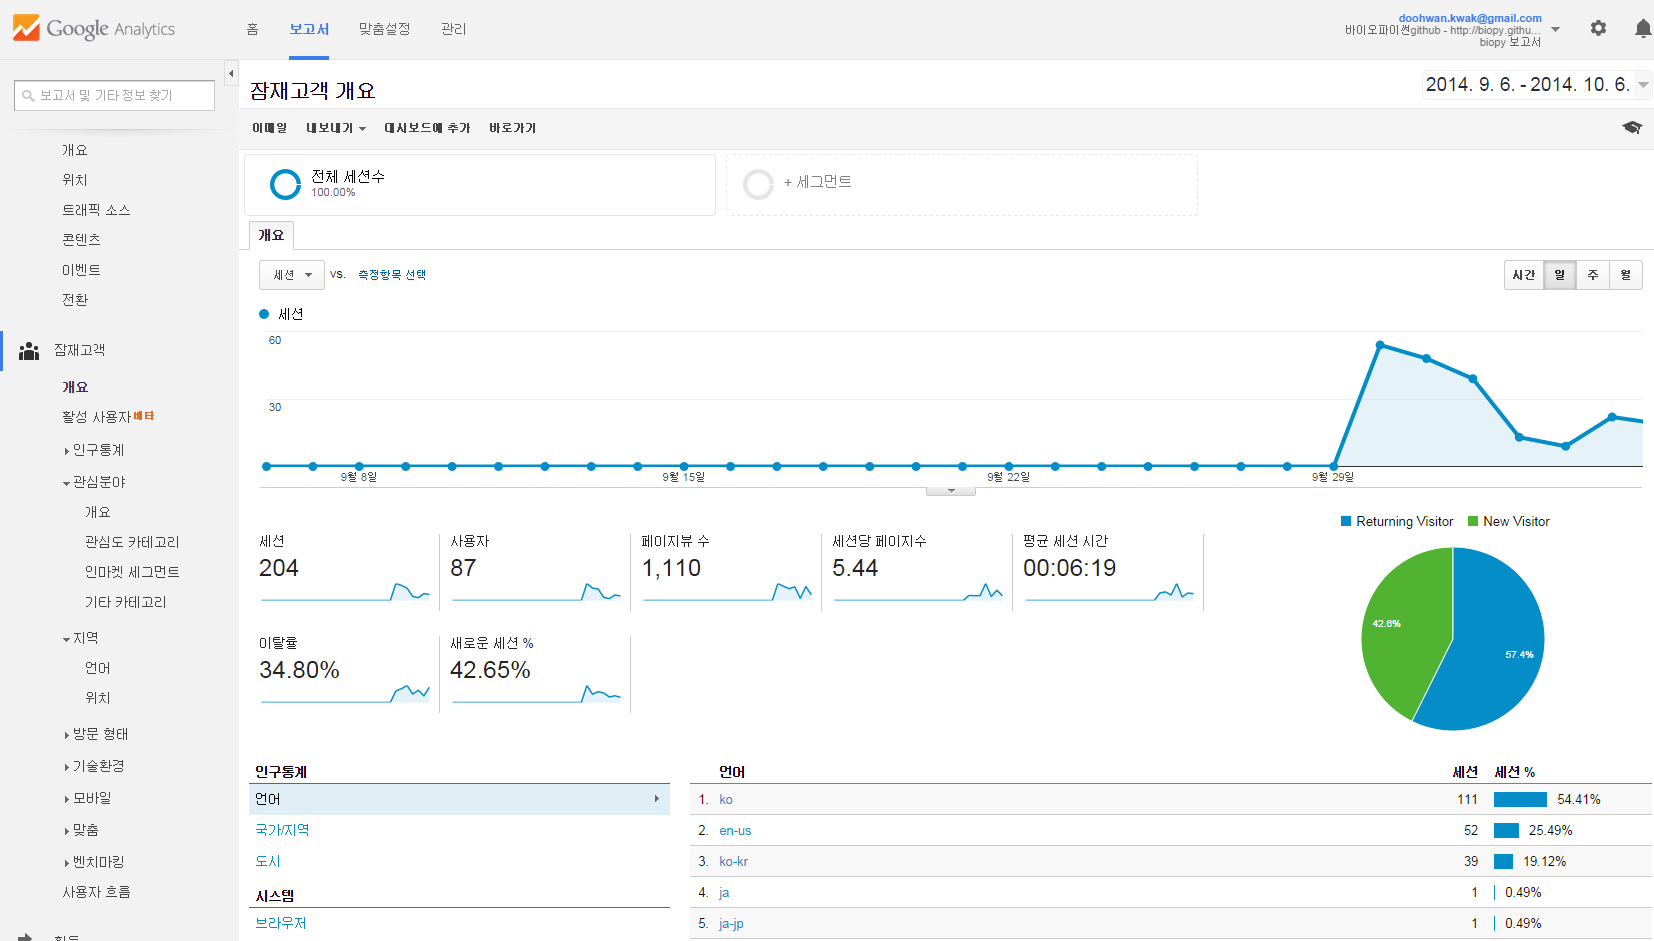 Google Analytics
홈
보고서
맞춤설정
관리
doohwan.kwak@gmail.com
바이오파이썬github - http://biopy.githu...
biopy 보고서
보고서 및 기타 정보 찾기
개요
위치
트래픽 소스
콘텐츠
이벤트
전환
잠재고객
개요
활성 사용자 베타
인구통계
관심분야
개요
관심도 카테고리
인마켓 세그먼트
기타 카테고리
지역
언어
위치
방문 형태
기술환경
모바일
맞춤
벤치마킹
사용자 흐름
잠재고객 개요
2014. 9. 6. - 2014. 10. 6.
이메일
내보내기
대시보드에 추가
바로가기
전체 세션수
100.00%
+ 세그먼트
개요
세션
vs.
측정항목 선택
시간
일
주
월
세션
60
30
9월 8일
9월 15일
9월 22일
9월 29일
세션
204
사용자
87
페이지뷰 수
1,110
세션당 페이지수
5.44
평균 세션 시간
00:06:19
이탈률
34.80%
새로운 세션 %
42.65%
Returning Visitor
New Visitor
42.6%
57.4%
인구통계
언어
국가/지역
도시
시스템
브라우저
언어 세션 세션 %
1. ko 111 54.41%
2. en-us 52 25.49%
3. ko-kr 39 19.12%
4. ja 1 0.49%
5. ja-jp 1 0.49%